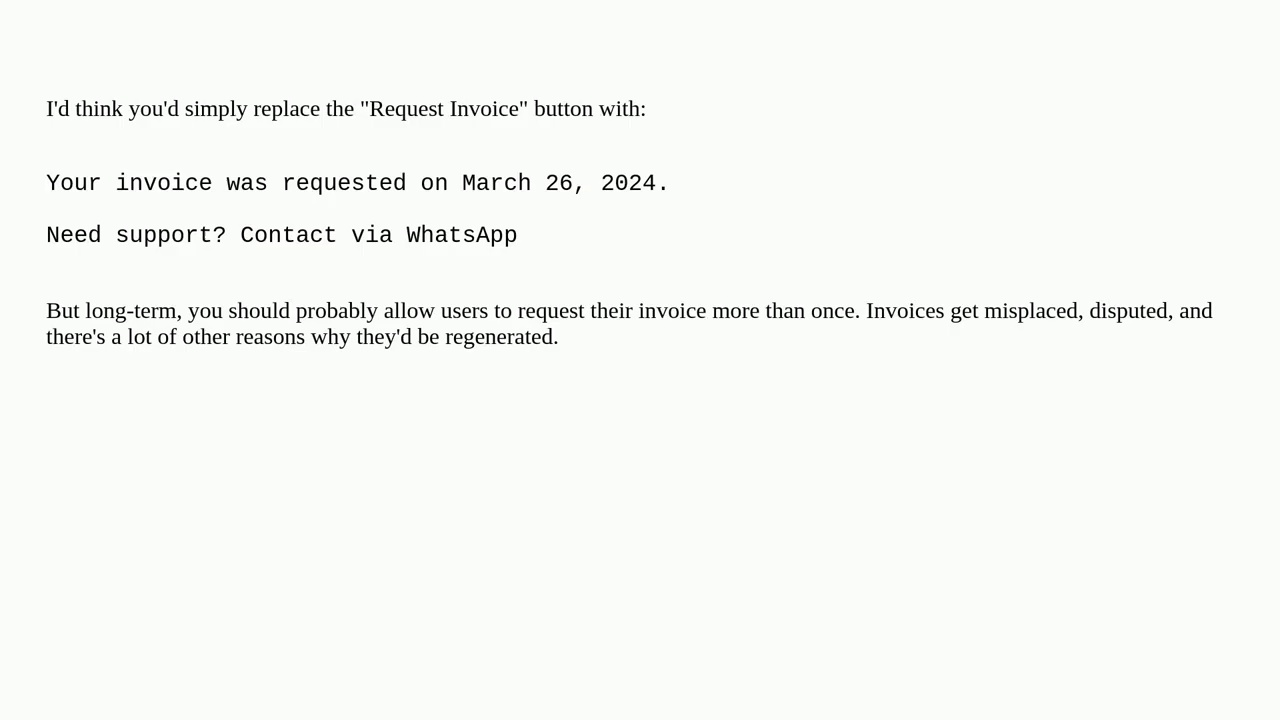 I'd think you'd simply replace the "Request Invoice" button with:
Your invoice was requested on March 26, 2024.
Need support? Contact via WhatsApp
But long-term, you should probably allow users to request their invoice more than once. Invoices get misplaced, disputed, and
there's a lot of other reasons why they'd be regenerated.